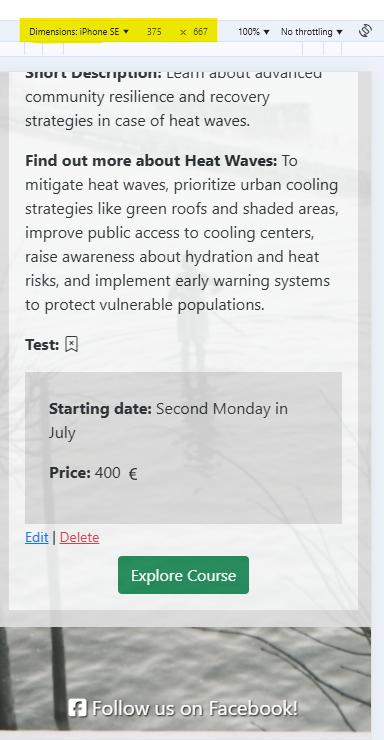 Dimensions: iPhone SE ▼ 375 × 667 100% ▼ No throttling ▼
Short Description: Learn about advanced
community resilience and recovery
strategies in case of heat waves.
Find out more about Heat Waves: To
mitigate heat waves, prioritize urban cooling
strategies like green roofs and shaded areas,
improve public access to cooling centers,
raise awareness about hydration and heat
risks, and implement early warning systems
to protect vulnerable populations.
Test:
Starting date: Second Monday in
July
Price: 400 €
Edit | Delete
Explore Course
Follow us on Facebook!